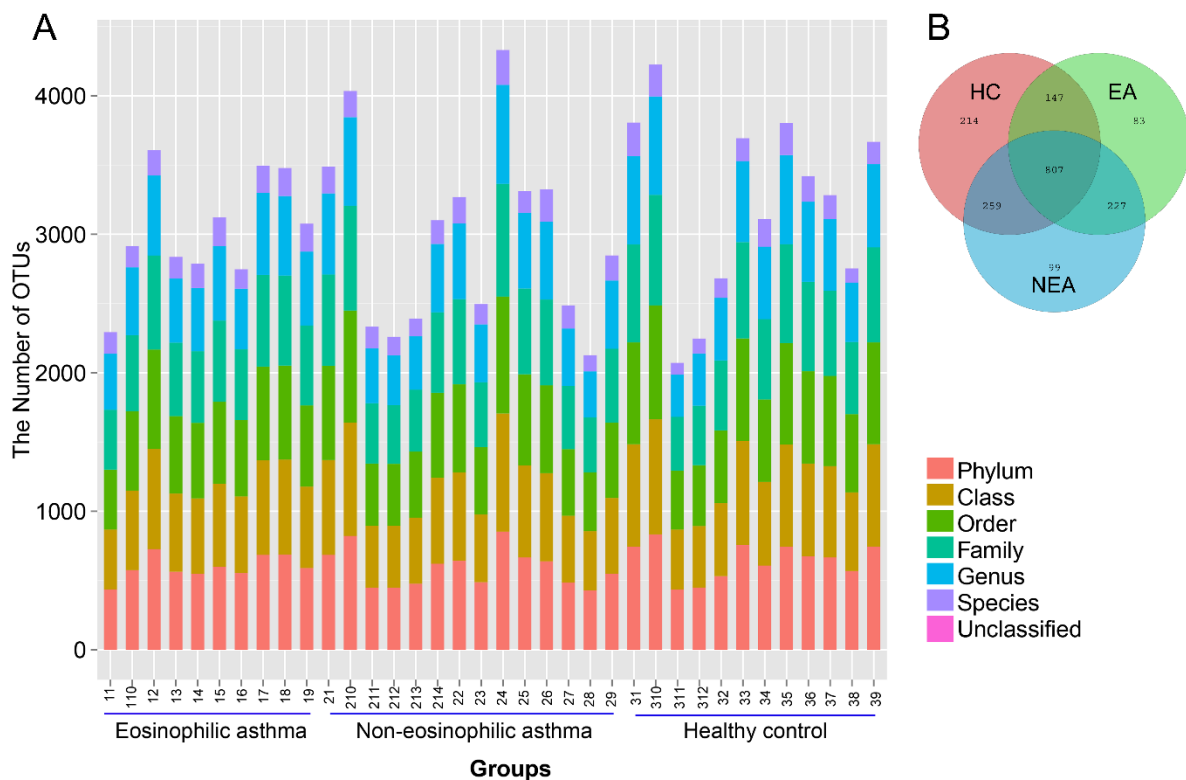 A
The Number of OTUs
4000
3000
2000
1000
0
11 110 12 13 14 15 16 17 18 19 21 210 211 212 213 214 22 23 24 25 26 27 28 29 31 310 311 312 32 33 34 35 36 37 38 39
Eosinophilic asthma Non-eosinophilic asthma Healthy control
Groups
B
HC EA
147
214 83
807
259 227
99
NEA
Phylum
Class
Order
Family
Genus
Species
Unclassified